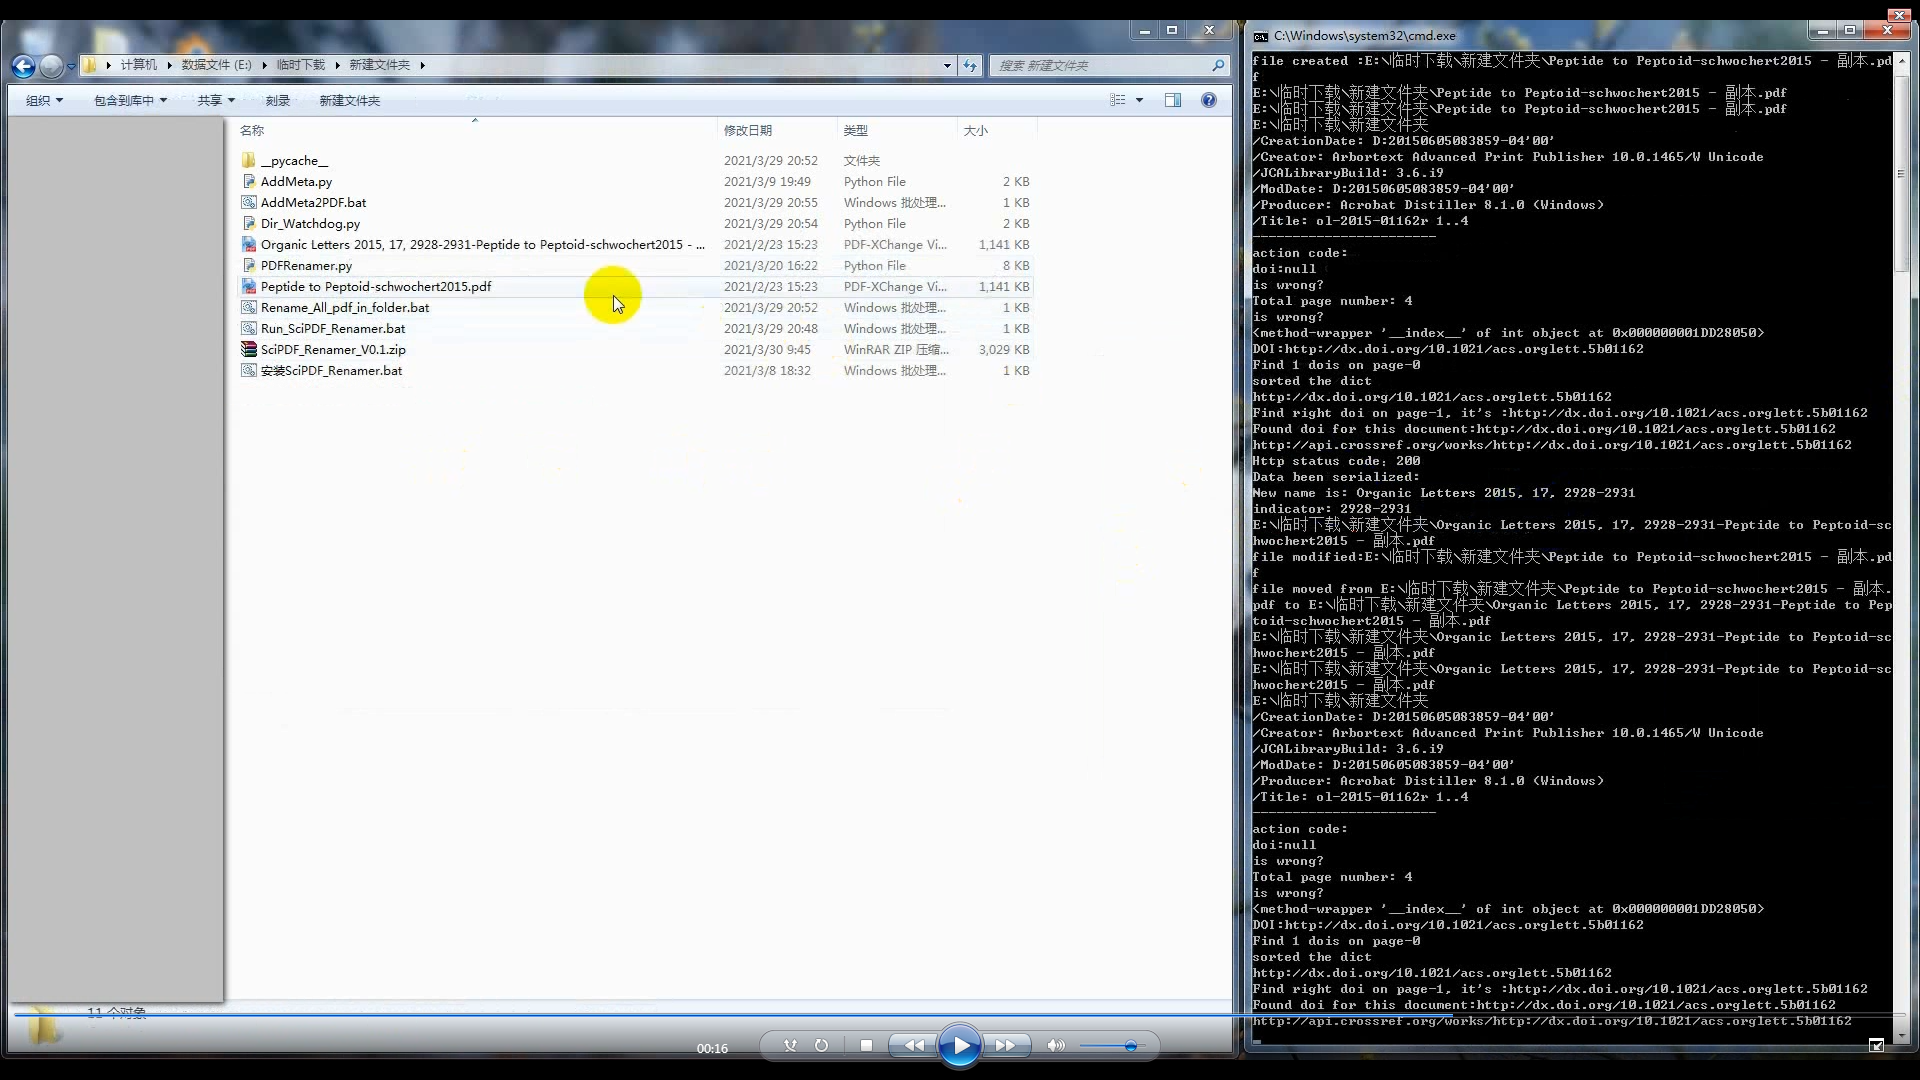 计算机 ▸ 数据文件 (E:) ▸ 临时下载 ▸ 新建文件夹 ▸
搜索 新建文件夹
组织 包含到库中 共享 刻录 新建文件夹
名称 修改日期 类型 大小
__pycache__ 2021/3/29 20:52 文件夹
AddMeta.py 2021/3/9 19:49 Python File 2 KB
AddMeta2PDF.bat 2021/3/29 20:55 Windows 批处理... 1 KB
Dir_Watchdog.py 2021/3/29 20:54 Python File 2 KB
Organic Letters 2015, 17, 2928-2931-Peptide to Peptoid-schwochert2015 - ... 2021/2/23 15:23 PDF-XChange Vi... 1,141 KB
PDFRenamer.py 2021/3/20 16:22 Python File 8 KB
Peptide to Peptoid-schwochert2015.pdf 2021/2/23 15:23 PDF-XChange Vi... 1,141 KB
Rename_All_pdf_in_folder.bat 2021/3/29 20:52 Windows 批处理... 1 KB
Run_SciPDF_Renamer.bat 2021/3/29 20:48 Windows 批处理... 1 KB
SciPDF_Renamer_V0.1.zip 2021/3/30 9:45 WinRAR ZIP 压缩... 3,029 KB
安装SciPDF_Renamer.bat 2021/3/8 18:32 Windows 批处理... 1 KB
11 个对象
00:16
C:\Windows\system32\cmd.exe
file created :E:\临时下载\新建文件夹\Peptide to Peptoid-schwochert2015 - 副本.pd
f
E:\临时下载\新建文件夹\Peptide to Peptoid-schwochert2015 - 副本.pdf
E:\临时下载\新建文件夹\Peptide to Peptoid-schwochert2015 - 副本.pdf
E:\临时下载\新建文件夹
/CreationDate: D:20150605083859-04'00'
/Creator: Arbortext Advanced Print Publisher 10.0.1465/W Unicode
/JCALibraryBuild: 3.6.i9
/ModDate: D:20150605083859-04'00'
/Producer: Acrobat Distiller 8.1.0 (Windows)
/Title: ol-2015-01162r 1..4
-----------------------
action code:
doi:null
is wrong?
Total page number: 4
is wrong?
<method-wrapper '__index__' of int object at 0x000000001DD28050>
DOI:http://dx.doi.org/10.1021/acs.orglett.5b01162
Find 1 dois on page-0
sorted the dict
http://dx.doi.org/10.1021/acs.orglett.5b01162
Find right doi on page-1, it's :http://dx.doi.org/10.1021/acs.orglett.5b01162
Found doi for this document:http://dx.doi.org/10.1021/acs.orglett.5b01162
http://api.crossref.org/works/http://dx.doi.org/10.1021/acs.orglett.5b01162
Http status code: 200
Data been serialized:
New name is: Organic Letters 2015, 17, 2928-2931
indicator: 2928-2931
E:\临时下载\新建文件夹\Organic Letters 2015, 17, 2928-2931-Peptide to Peptoid-sc
hwochert2015 - 副本.pdf
file modified:E:\临时下载\新建文件夹\Peptide to Peptoid-schwochert2015 - 副本.pd
f
file moved from E:\临时下载\新建文件夹\Peptide to Peptoid-schwochert2015 - 副本.
pdf to E:\临时下载\新建文件夹\Organic Letters 2015, 17, 2928-2931-Peptide to Pep
toid-schwochert2015 - 副本.pdf
E:\临时下载\新建文件夹\Organic Letters 2015, 17, 2928-2931-Peptide to Peptoid-sc
hwochert2015 - 副本.pdf
E:\临时下载\新建文件夹\Organic Letters 2015, 17, 2928-2931-Peptide to Peptoid-sc
hwochert2015 - 副本.pdf
E:\临时下载\新建文件夹
/CreationDate: D:20150605083859-04'00'
/Creator: Arbortext Advanced Print Publisher 10.0.1465/W Unicode
/JCALibraryBuild: 3.6.i9
/ModDate: D:20150605083859-04'00'
/Producer: Acrobat Distiller 8.1.0 (Windows)
/Title: ol-2015-01162r 1..4
-----------------------
action code:
doi:null
is wrong?
Total page number: 4
is wrong?
<method-wrapper '__index__' of int object at 0x000000001DD28050>
DOI:http://dx.doi.org/10.1021/acs.orglett.5b01162
Find 1 dois on page-0
sorted the dict
http://dx.doi.org/10.1021/acs.orglett.5b01162
Find right doi on page-1, it's :http://dx.doi.org/10.1021/acs.orglett.5b01162
Found doi for this document:http://dx.doi.org/10.1021/acs.orglett.5b01162
http://api.crossref.org/works/http://dx.doi.org/10.1021/acs.orglett.5b01162